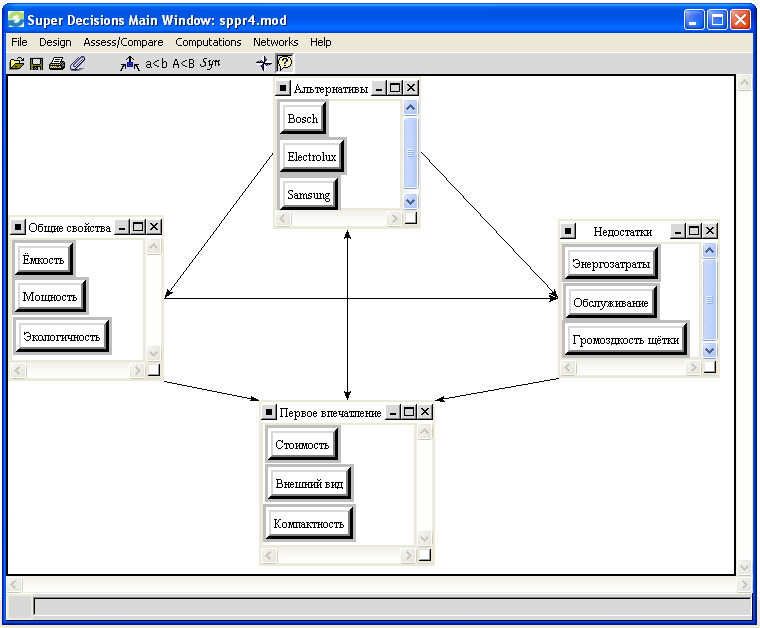 Super Decisions Main Window: sppr4.mod
File Design Assess/Compare Computations Networks Help
a<b A<B Syn
Альтернативы
Bosch
Electrolux
Samsung
Общие свойства
Ёмкость
Мощность
Экологичность
Недостатки
Энергозатраты
Обслуживание
Громоздкость щётки
Первое впечатление
Стоимость
Внешний вид
Компактность